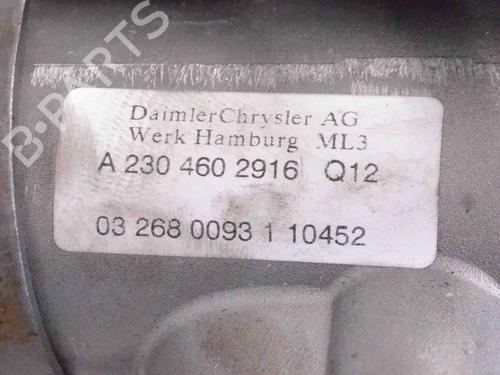 B-PARTS
DaimlerChrysler AG
Werk Hamburg ML3
A 230 460 2916 Q12
03 268 0093 1 10452